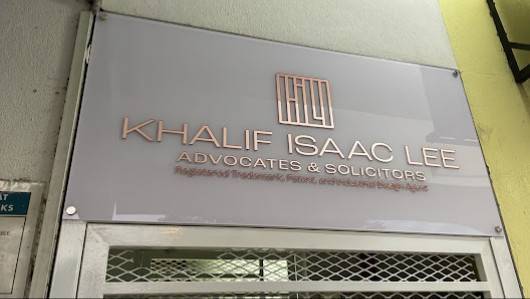 KHALIF ISAAC LEE
ADVOCATES & SOLICITORS
Registered Trademark, Patent, and Industrial Design Agent